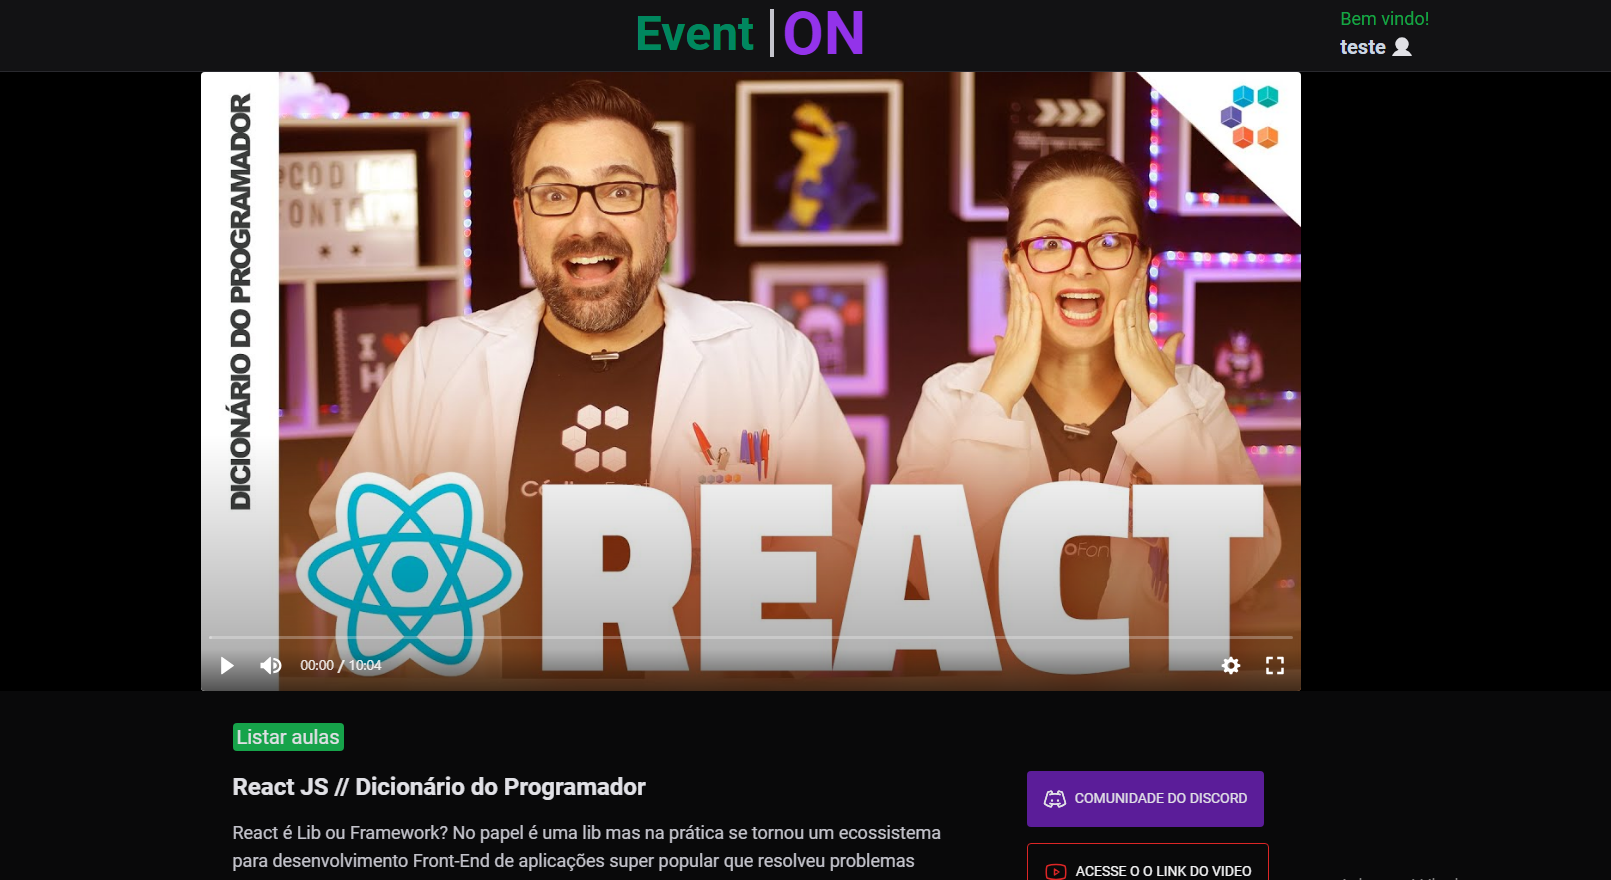 Event | ON
Bem vindo!
teste
DICIONÁRIO DO PROGRAMADOR
REACT
00:00 / 10:04
Listar aulas
React JS // Dicionário do Programador
React é Lib ou Framework? No papel é uma lib mas na prática se tornou um ecossistema
para desenvolvimento Front-End de aplicações super popular que resolveu problemas
COMUNIDADE DO DISCORD
ACESSE O O LINK DO VIDEO